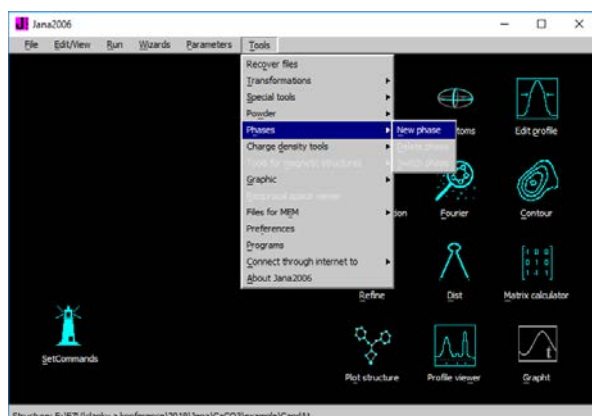 Jana2006
File Edit/View Run Wizards Parameters Tools
Recover files
Transformations
Special tools
Powder
Phases
New phase
Delete phase
Switch phase
Charge density tools
Tools for magnetic structures
Graphic
Reciprocal space viewer
Files for MEM
Preferences
Programs
Connect through internet to
About Jana2006
toms
Edit profile
ion
Fourier
Contour
Refine
Dist
Matrix calculator
SetCommands
Plot structure
Profile viewer
Grapht